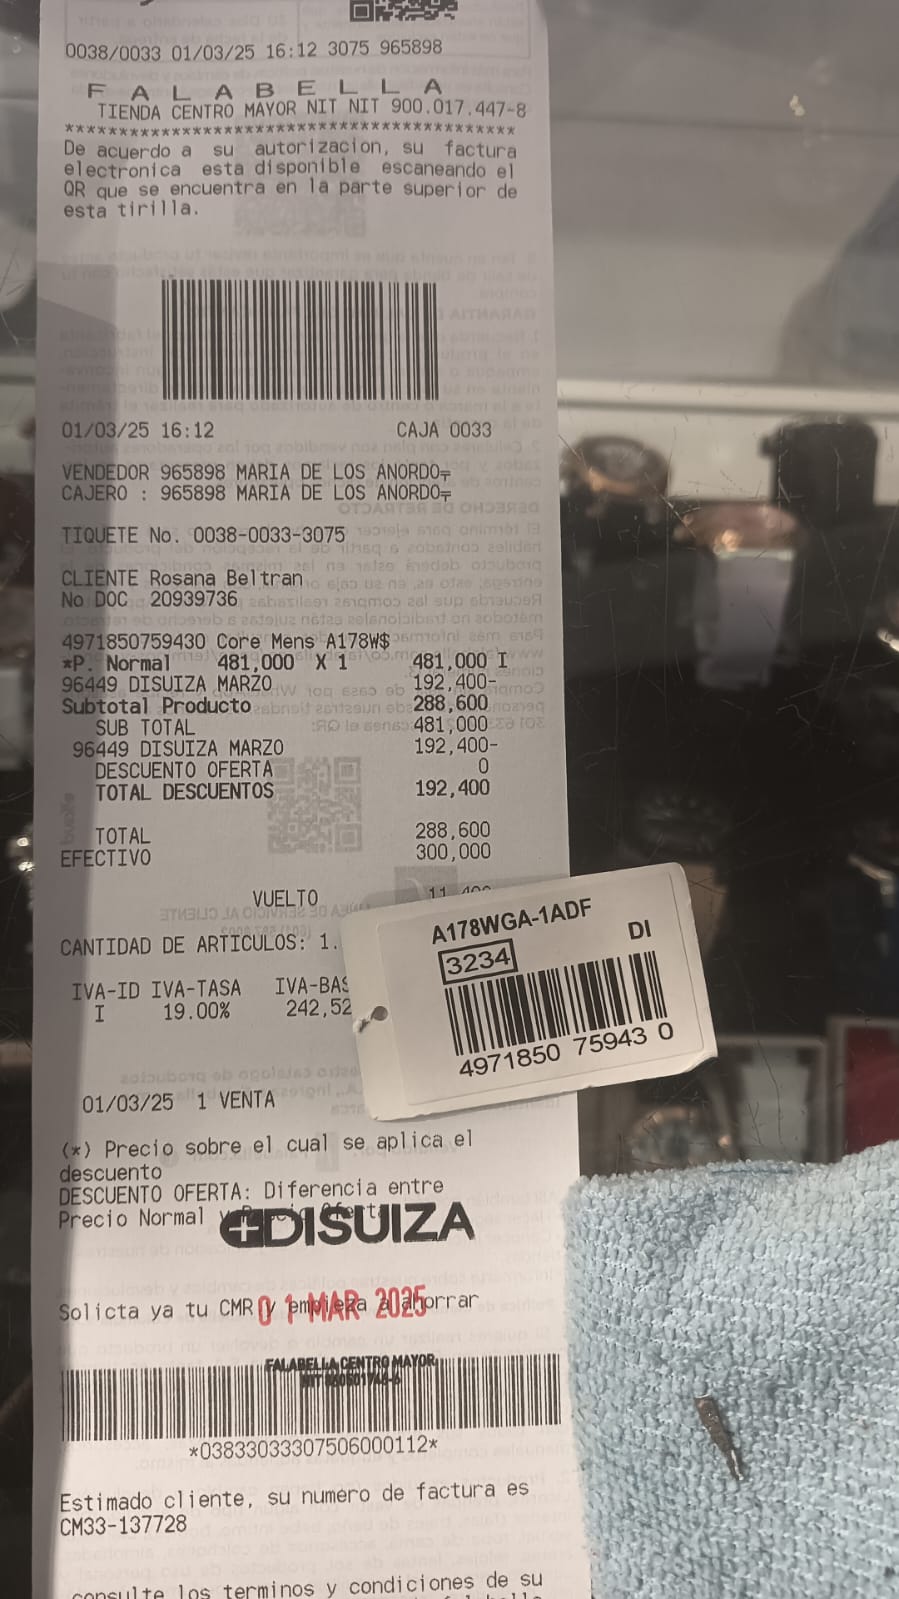 0038/0033 01/03/25 16:12 3075 965898
FALABELLA
TIENDA CENTRO MAYOR NIT NIT 900.017.447-8
******************************************
De acuerdo a su autorizacion, su factura
electronica esta disponible escaneando el
QR que se encuentra en la parte superior de
esta tirilla.
01/03/25 16:12 CAJA 0033
VENDEDOR 965898 MARIA DE LOS ANORDO
CAJERO : 965898 MARIA DE LOS ANORDO
TIQUETE No. 0038-0033-3075
CLIENTE Rosana Beltran
No DOC 20939736
4971850759430 Core Mens A178W$
*P. Normal 481,000 X 1 481,000 I
96449 DISUIZA MARZO 192,400-
Subtotal Producto 288,600
SUB TOTAL 481,000
96449 DISUIZA MARZO 192,400-
DESCUENTO OFERTA 0
TOTAL DESCUENTOS 192,400
TOTAL 288,600
EFECTIVO 300,000
VUELTO 11,400
CANTIDAD DE ARTICULOS: 1.
IVA-ID IVA-TASA IVA-BAS
I 19.00% 242,52
A178WGA-1ADF
DI
3234
4971850 75943 0
01/03/25 1 VENTA
(*) Precio sobre el cual se aplica el
descuento
DESCUENTO OFERTA: Diferencia entre
Precio Normal y
DISUIZA
Solicta ya tu CMR y empieza a ahorrar
01 MAR 2025
FALABELLA CENTRO MAYOR
*03833033307506000112*
Estimado cliente, su numero de factura es
CM33-137728
consulte los terminos y condiciones de su